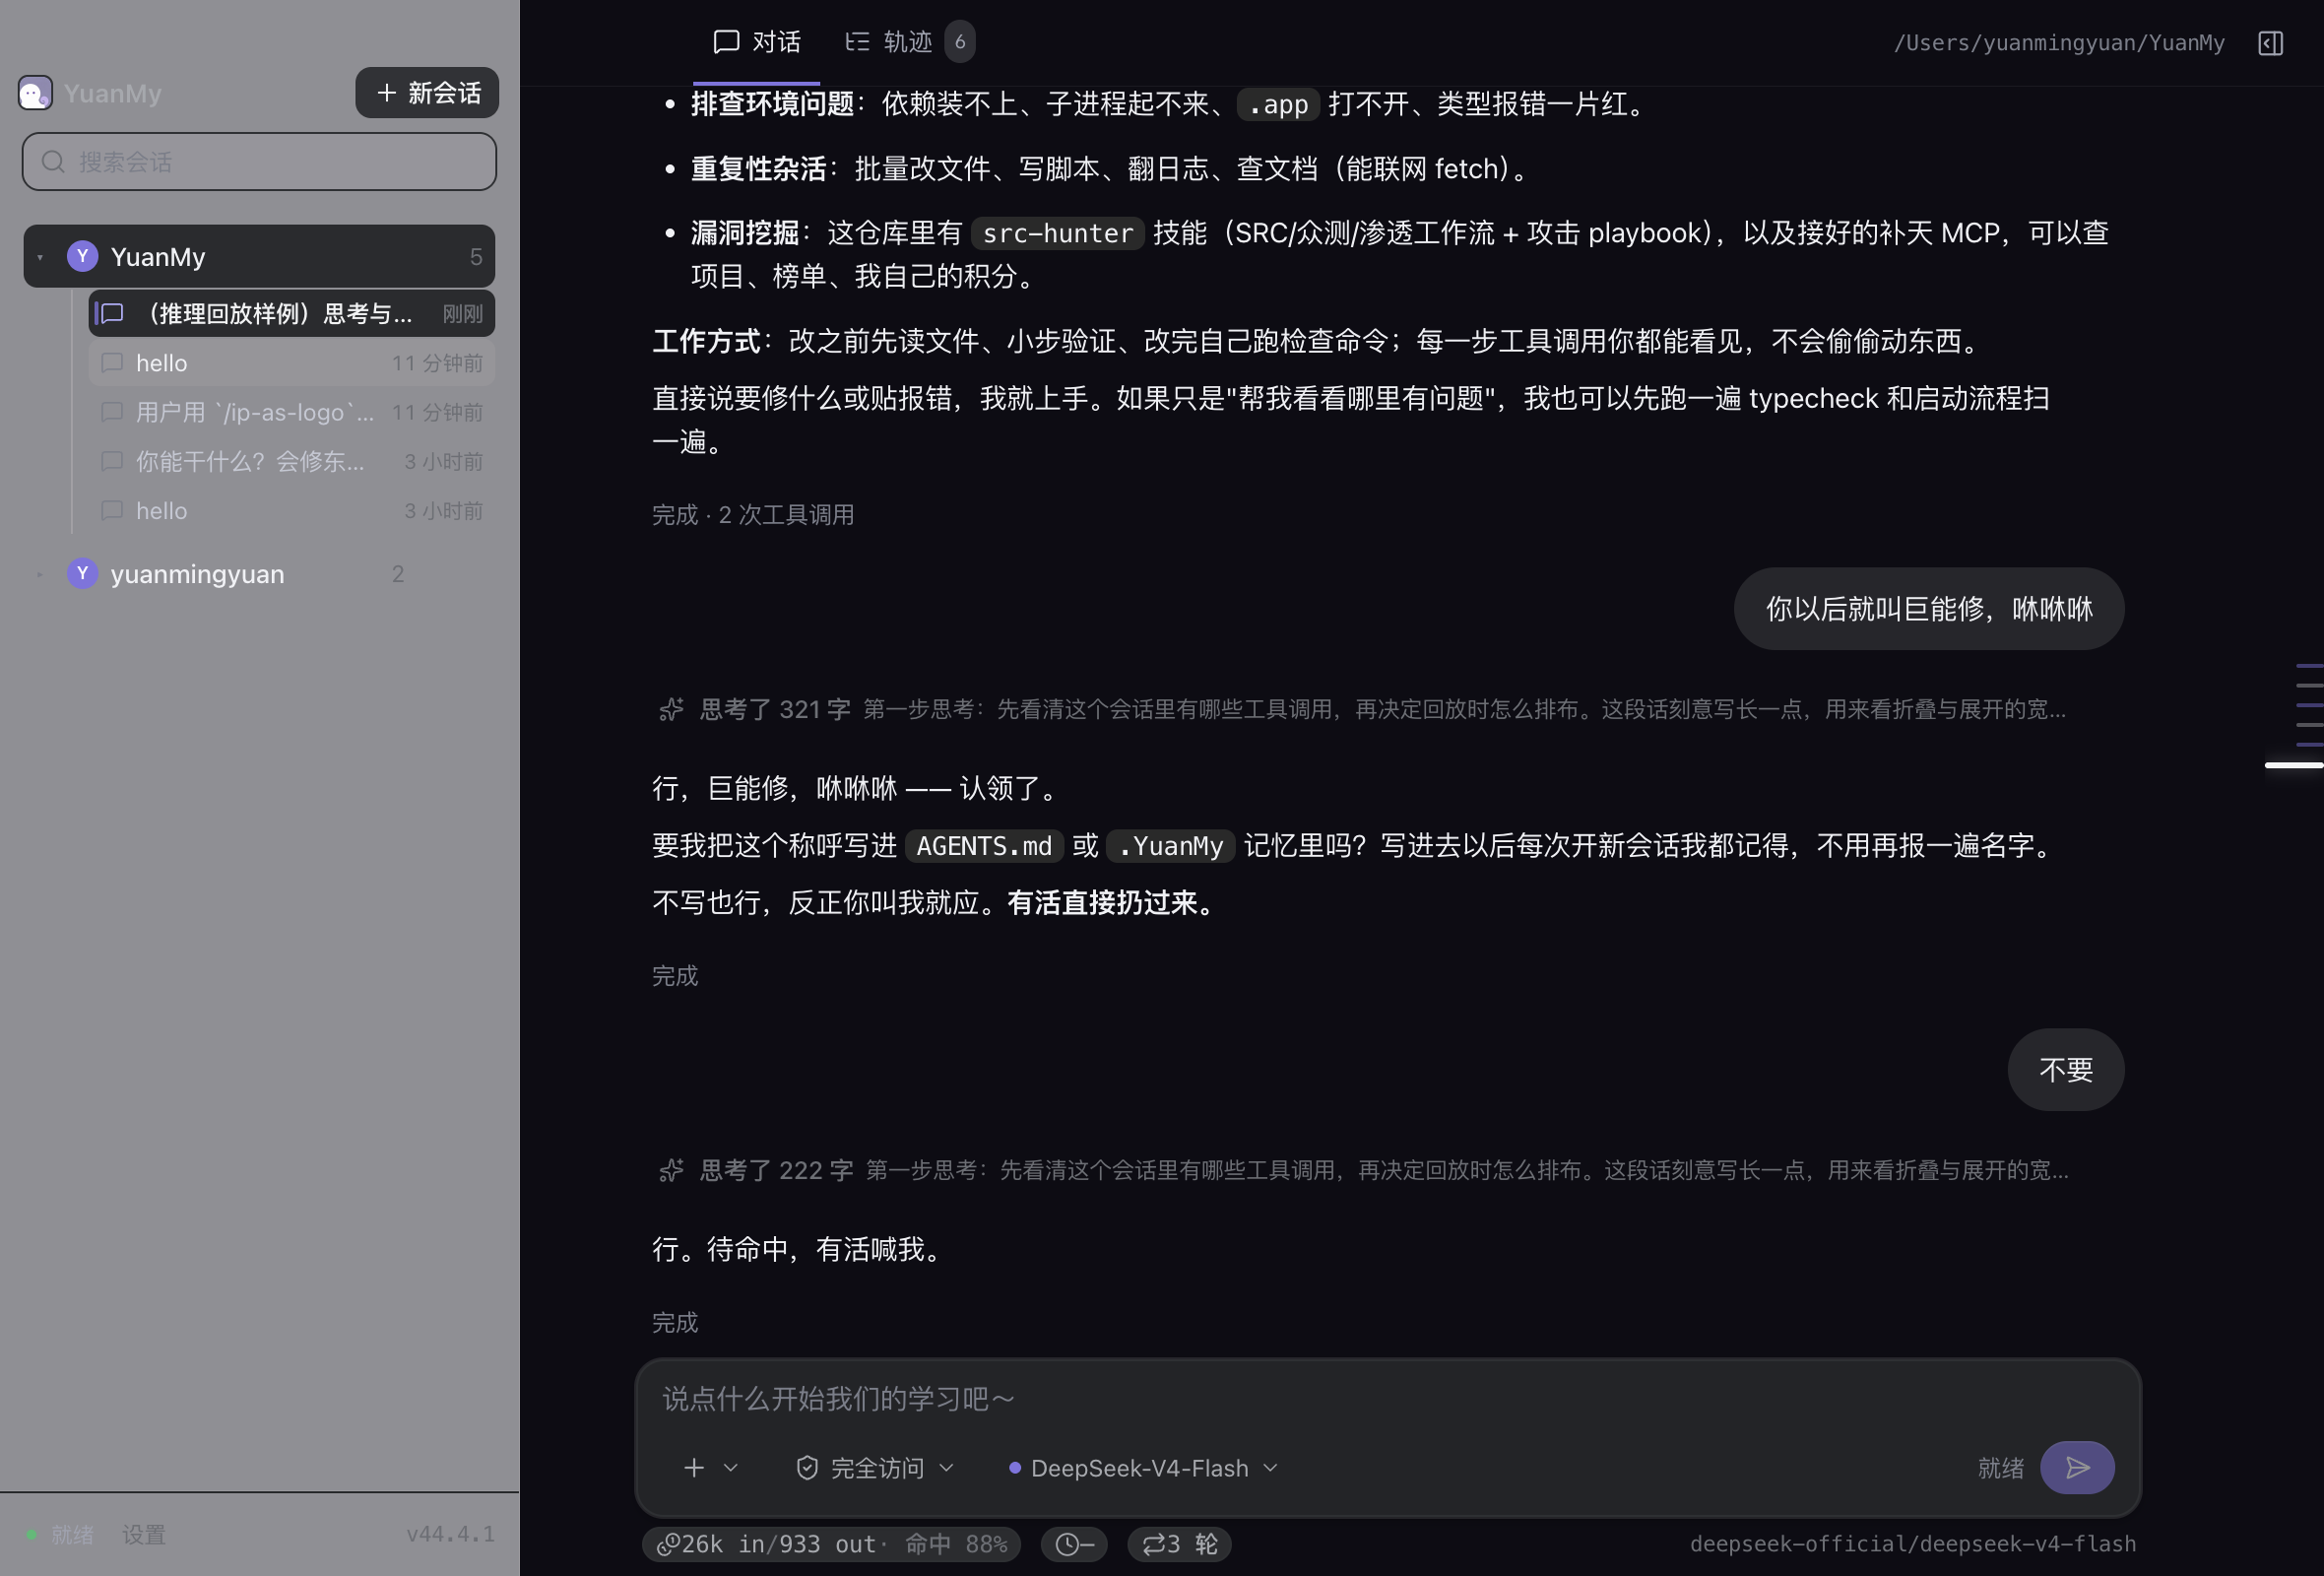 YuanMy
新会话
搜索会话
Y YuanMy 5
（推理回放样例）思考与... 刚刚
hello 11 分钟前
用户用 `/ip-as-logo`... 11 分钟前
你能干什么？会修东... 3 小时前
hello 3 小时前
Y yuanmingyuan 2
就绪 设置 v44.4.1
对话 轨迹 6 /Users/yuanmingyuan/YuanMy
• 排查环境问题：依赖装不上、子进程起不来、.app 打不开、类型报错一片红。
• 重复性杂活：批量改文件、写脚本、翻日志、查文档（能联网 fetch）。
• 漏洞挖掘：这仓库里有 src-hunter 技能（SRC/众测/渗透工作流 + 攻击 playbook），以及接好的补天 MCP，可以查
项目、榜单、我自己的积分。
工作方式：改之前先读文件、小步验证、改完自己跑检查命令；每一步工具调用你都能看见，不会偷偷动东西。
直接说要修什么或贴报错，我就上手。如果只是"帮我看看哪里有问题"，我也可以先跑一遍 typecheck 和启动流程扫
一遍。
完成 · 2 次工具调用
你以后就叫巨能修，咻咻咻
思考了 321 字 第一步思考：先看清这个会话里有哪些工具调用，再决定回放时怎么排布。这段话刻意写长一点，用来看折叠与展开的宽...
行，巨能修，咻咻咻 —— 认领了。
要我把这个称呼写进 AGENTS.md 或 .YuanMy 记忆里吗？写进去以后每次开新会话我都记得，不用再报一遍名字。
不写也行，反正你叫我就应。有活直接扔过来。
完成
不要
思考了 222 字 第一步思考：先看清这个会话里有哪些工具调用，再决定回放时怎么排布。这段话刻意写长一点，用来看折叠与展开的宽...
行。待命中，有活喊我。
完成
说点什么开始我们的学习吧～
完全访问 DeepSeek-V4-Flash 就绪
26k in/933 out · 命中 88% — 3 轮 deepseek-official/deepseek-v4-flash